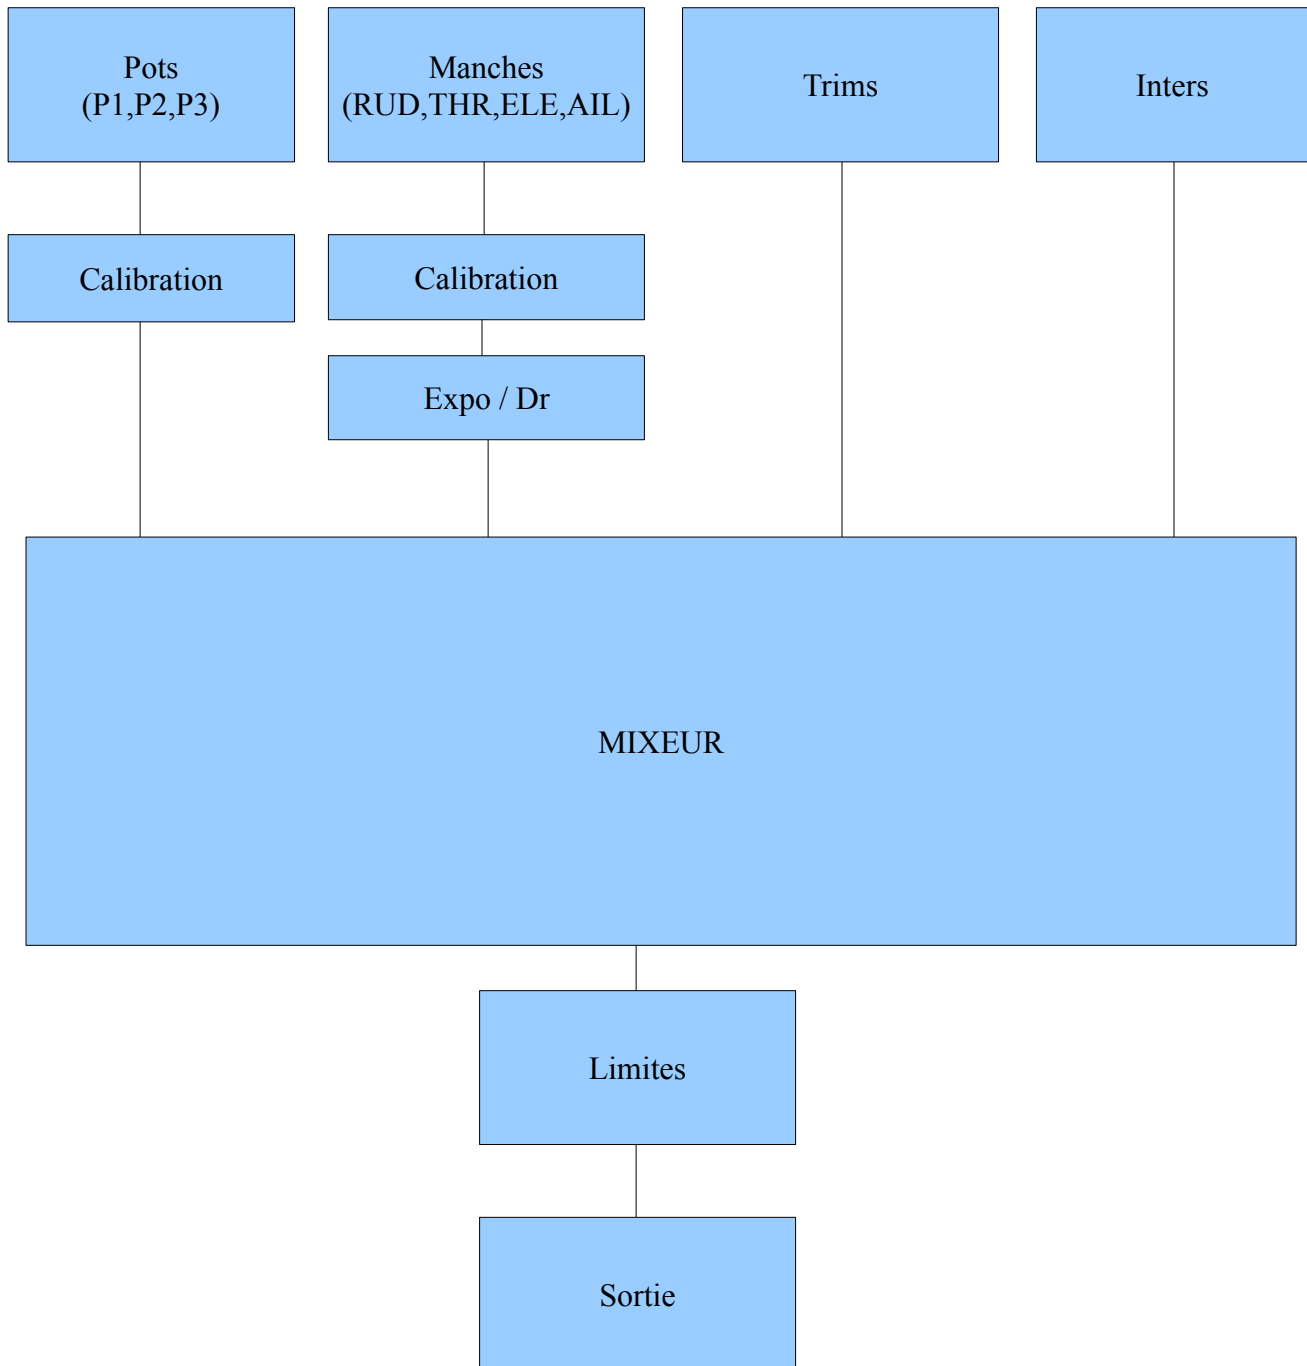 Pots
(P1,P2,P3)
Manches
(RUD,THR,ELE,AIL)
Trims
Inters
Calibration
Calibration
Expo / Dr
MIXEUR
Limites
Sortie